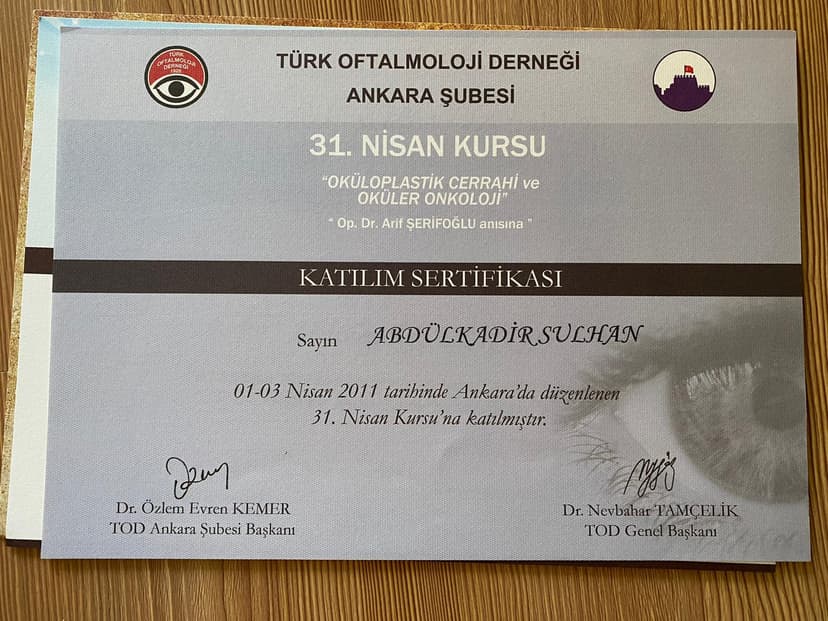 TÜRK
OFTALMOLOJİ
DERNEĞİ
1928
TÜRK OFTALMOLOJİ DERNEĞİ
ANKARA ŞUBESİ
31. NİSAN KURSU
“OKÜLOPLASTİK CERRAHİ ve
OKÜLER ONKOLOJİ”
“ Op. Dr. Arif ŞERİFOĞLU anısına ”
KATILIM SERTİFİKASI
Sayın ABDÜLKADİR SULHAN
01-03 Nisan 2011 tarihinde Ankara’da düzenlenen
31. Nisan Kursu’na katılmıştır.
Dr. Özlem Evren KEMER
TOD Ankara Şubesi Başkanı
Dr. Nevbahar TAMÇELİK
TOD Genel Başkanı